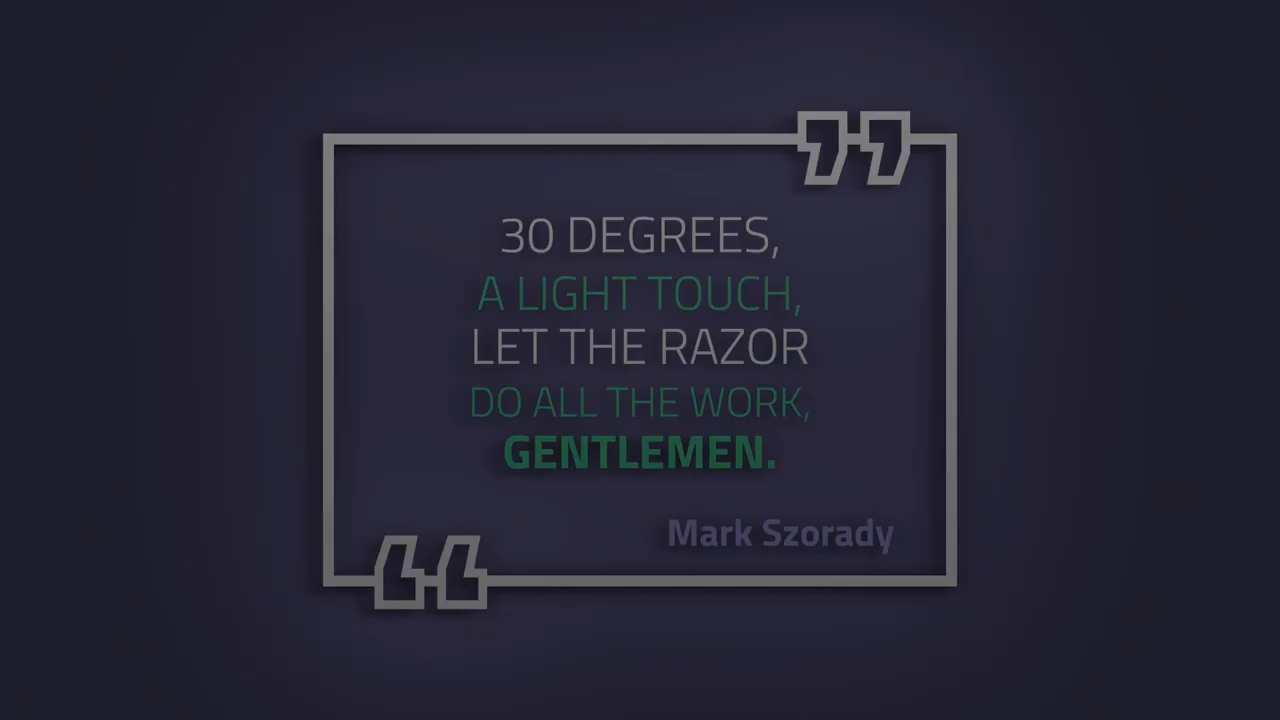 30 DEGREES,
A LIGHT TOUCH,
LET THE RAZOR
DO ALL THE WORK,
GENTLEMEN.
Mark Szorady